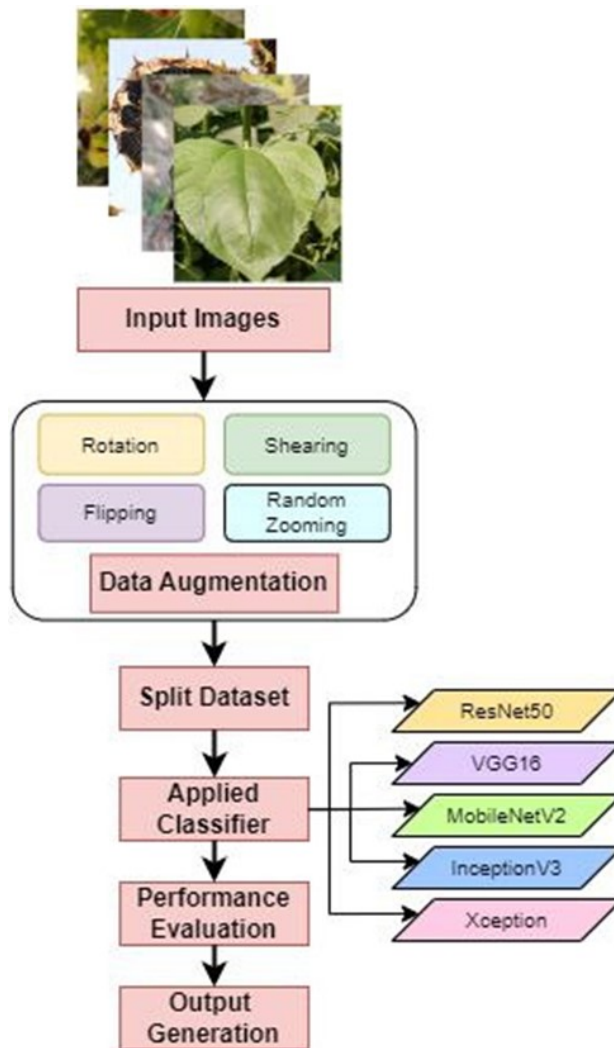 Input Images
Rotation
Shearing
Flipping
Random
Zooming
Data Augmentation
Split Dataset
Applied
Classifier
Performance
Evaluation
Output
Generation
ResNet50
VGG16
MobileNetV2
InceptionV3
Xception